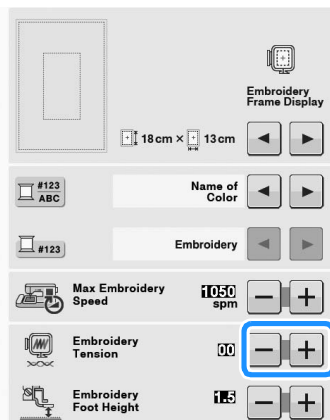 Embroidery
Frame Display
18cm × 13cm
#123
ABC
Name of
Color
#123
Embroidery
Max Embroidery
Speed
1050
spm
Embroidery
Tension
00
Embroidery
Foot Height
1.5